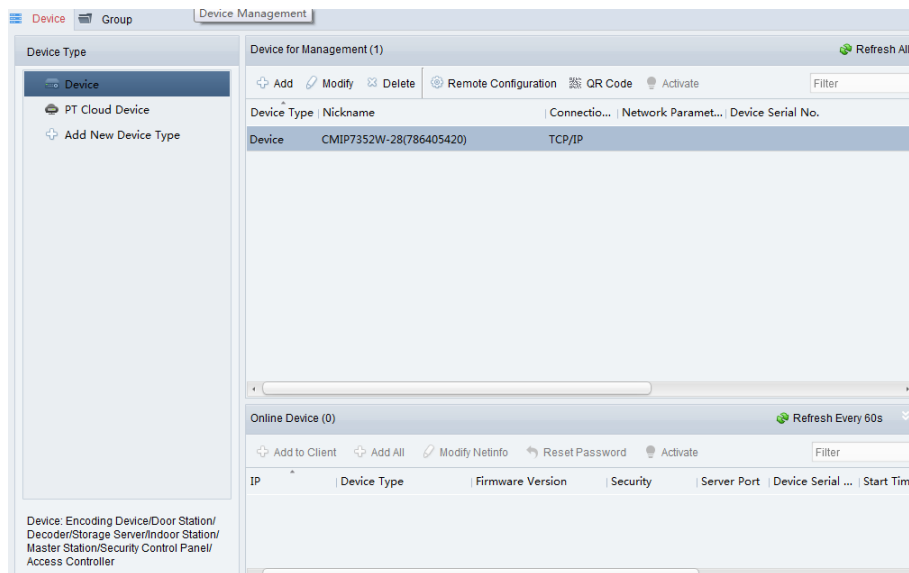 Device Group Device Management
Device Type
Device
PT Cloud Device
Add New Device Type
Device: Encoding Device/Door Station/
Decoder/Storage Server/Indoor Station/
Master Station/Security Control Panel/
Access Controller
Device for Management (1) Refresh All
Add Modify Delete Remote Configuration QR Code Activate Filter
Device Type Nickname Connectio... Network Paramet... Device Serial No.
Device CMIP7352W-28(786405420) TCP/IP
Online Device (0) Refresh Every 60s
Add to Client Add All Modify Netinfo Reset Password Activate Filter
IP Device Type Firmware Version Security Server Port Device Serial ... Start Tim